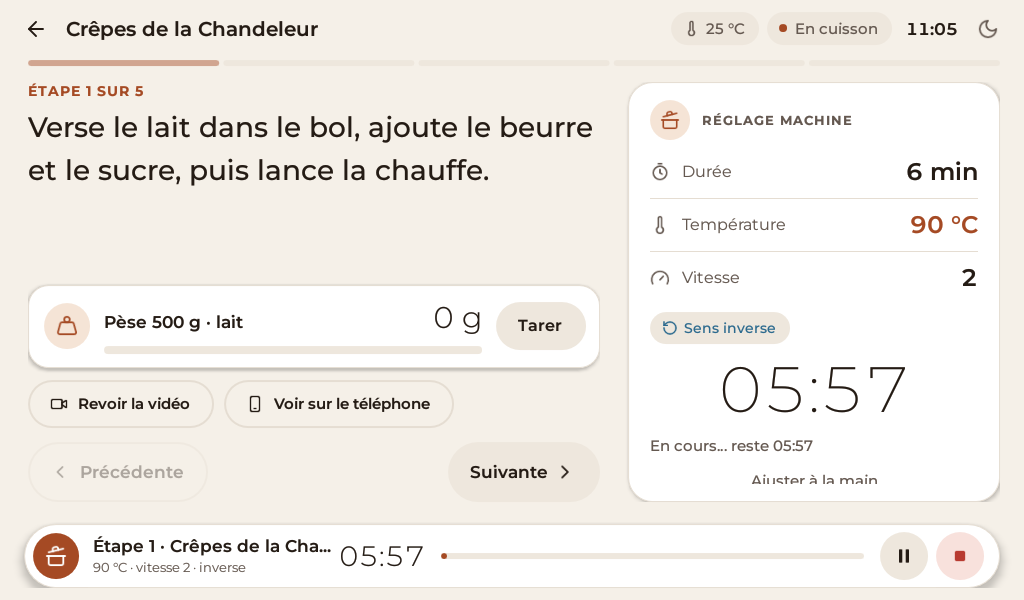 Crêpes de la Chandeleur
25 °C
En cuisson
11:05
ÉTAPE 1 SUR 5
Verse le lait dans le bol, ajoute le beurre
et le sucre, puis lance la chauffe.
Pèse 500 g · lait
0 g
Tarer
Revoir la vidéo
Voir sur le téléphone
Précédente
Suivante
RÉGLAGE MACHINE
Durée
6 min
Température
90 °C
Vitesse
2
Sens inverse
05:57
En cours... reste 05:57
Ajuster à la main
Étape 1 · Crêpes de la Cha...
90 °C · vitesse 2 · inverse
05:57